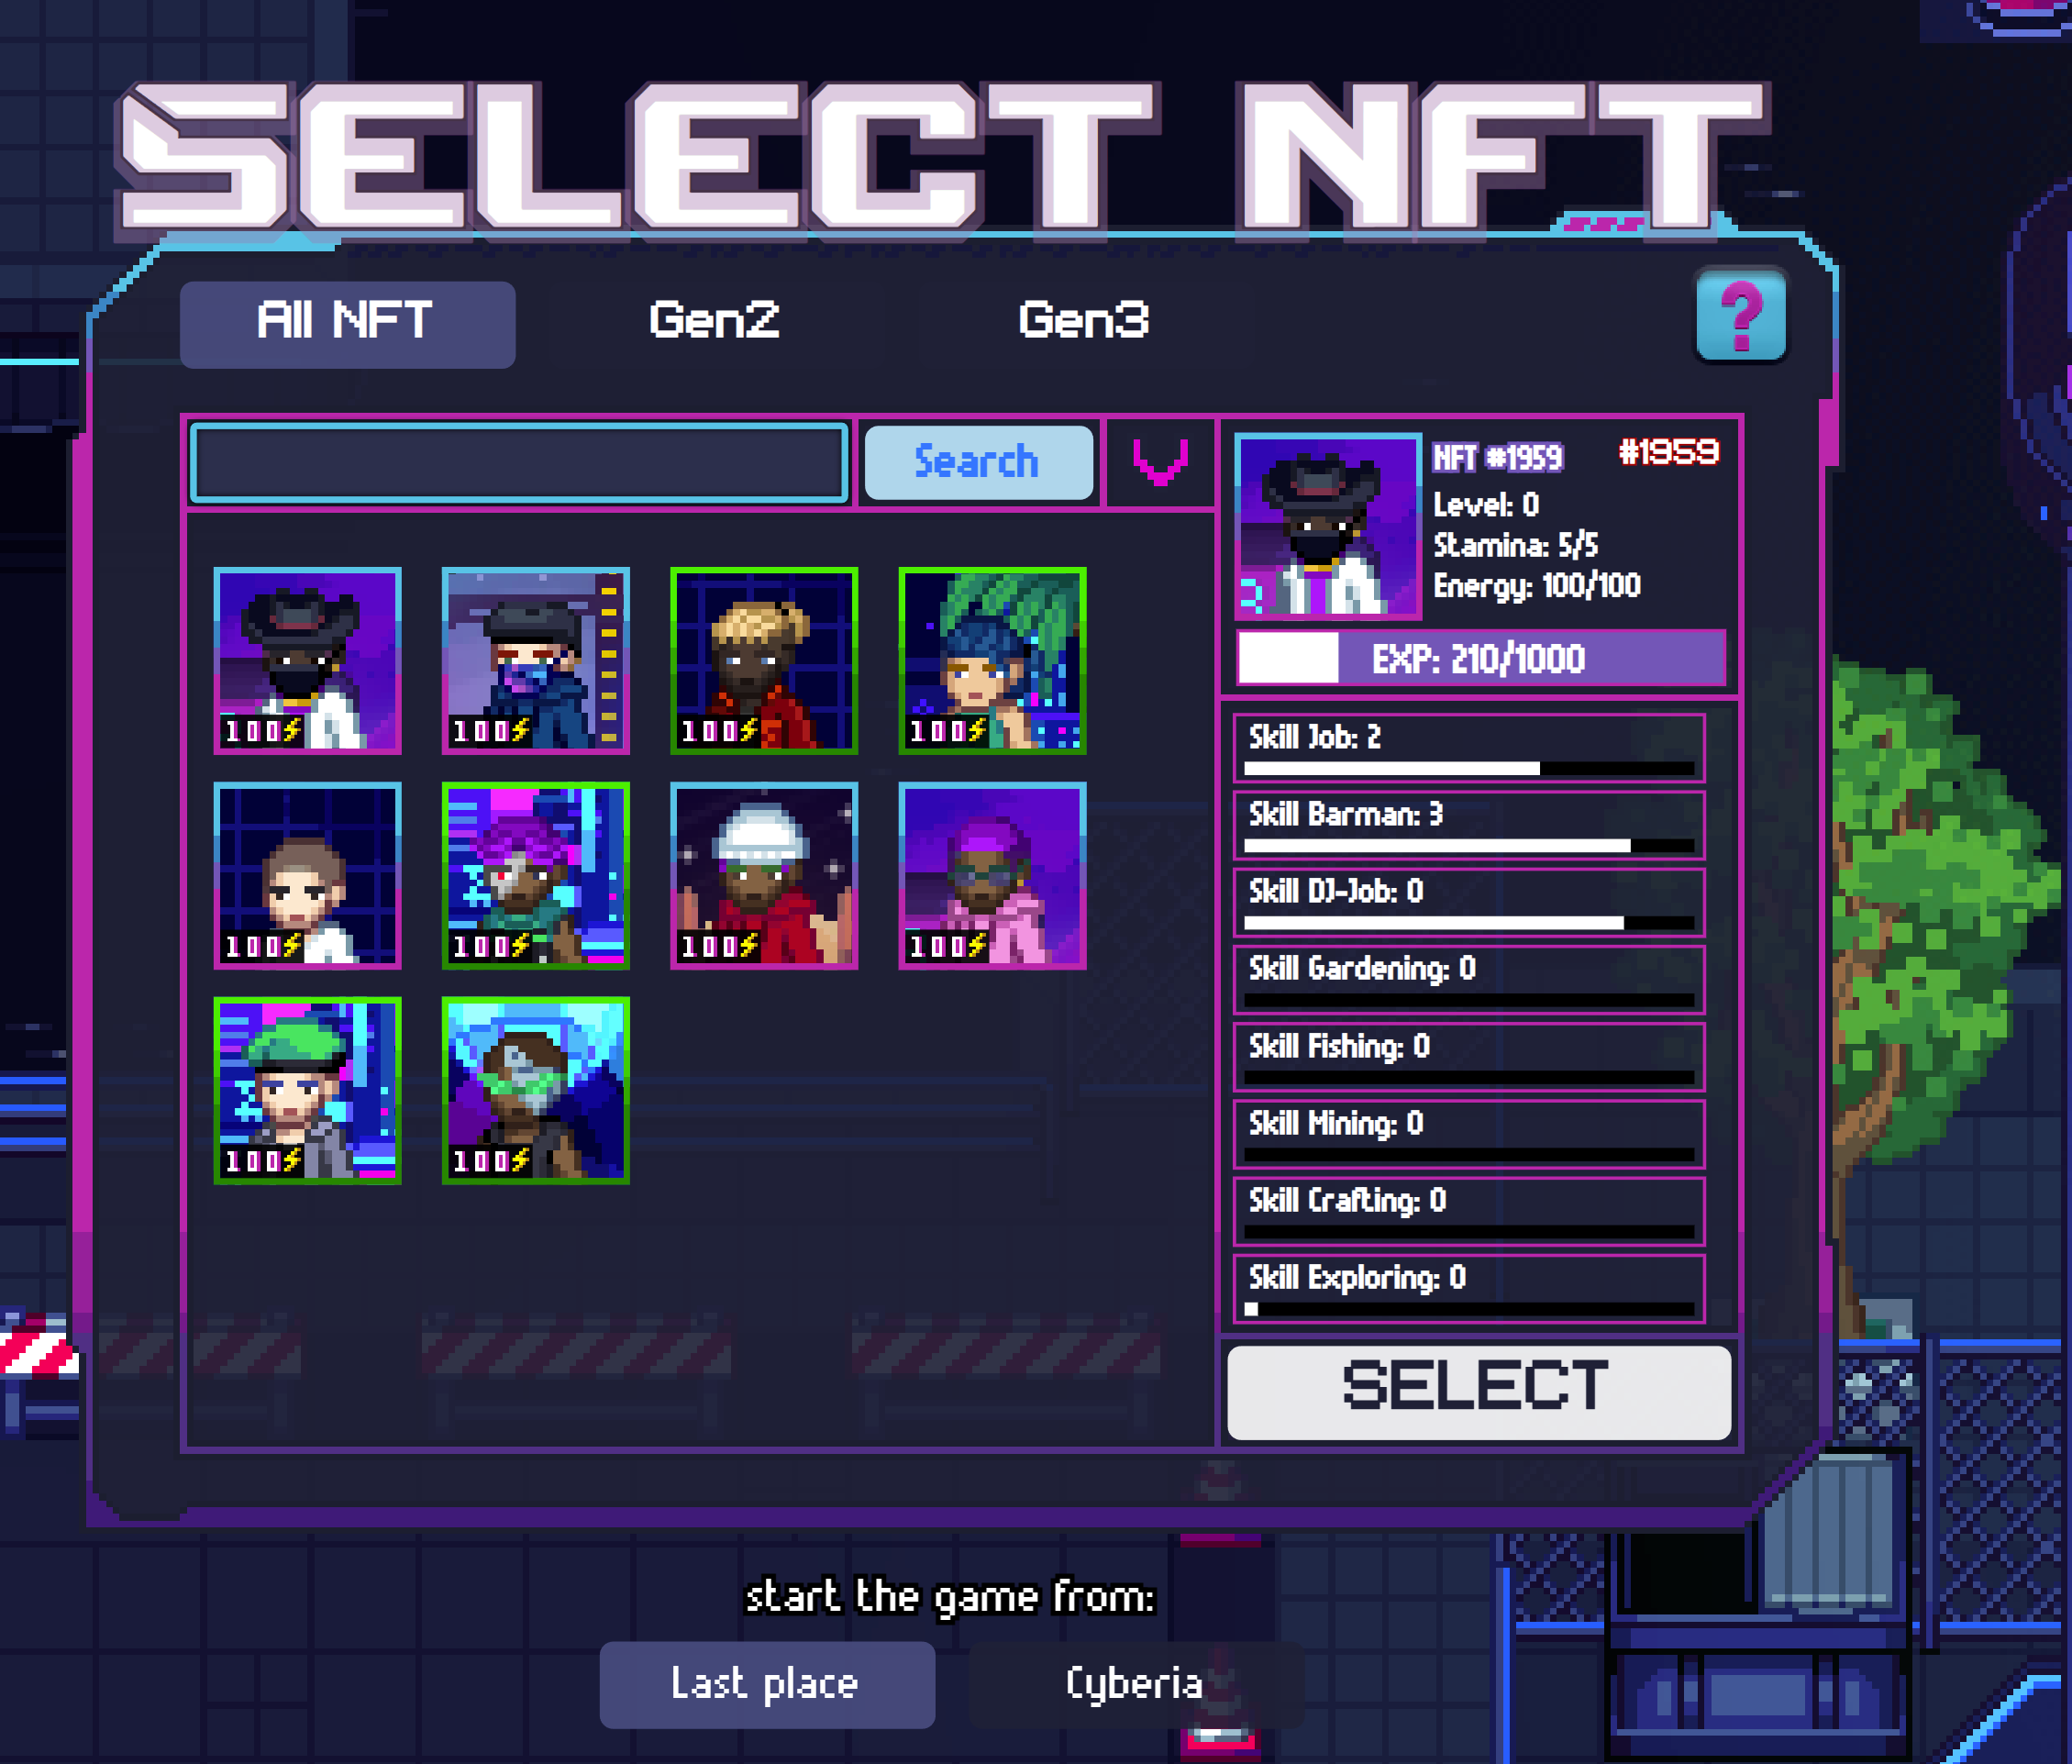 SELECT NFT
All NFT Gen2 Gen3 ?
Search
NFT #1959 #1959
Level: 0
Stamina: 5/5
Energy: 100/100
EXP: 210/1000
100 100 100 100
100 100 100 100
100 100
Skill Job: 2
Skill Barman: 3
Skill DJ-Job: 0
Skill Gardening: 0
Skill Fishing: 0
Skill Mining: 0
Skill Crafting: 0
Skill Exploring: 0
SELECT
start the game from:
Last place Cyberia